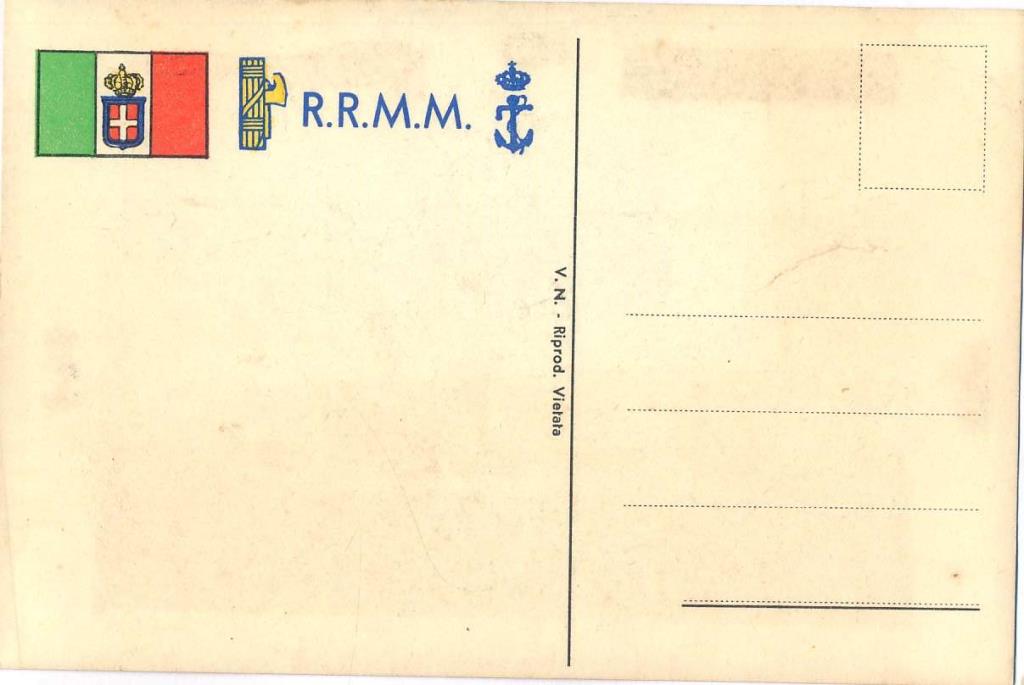 R.R.M.M.
V. N. - Riprod. Vietata